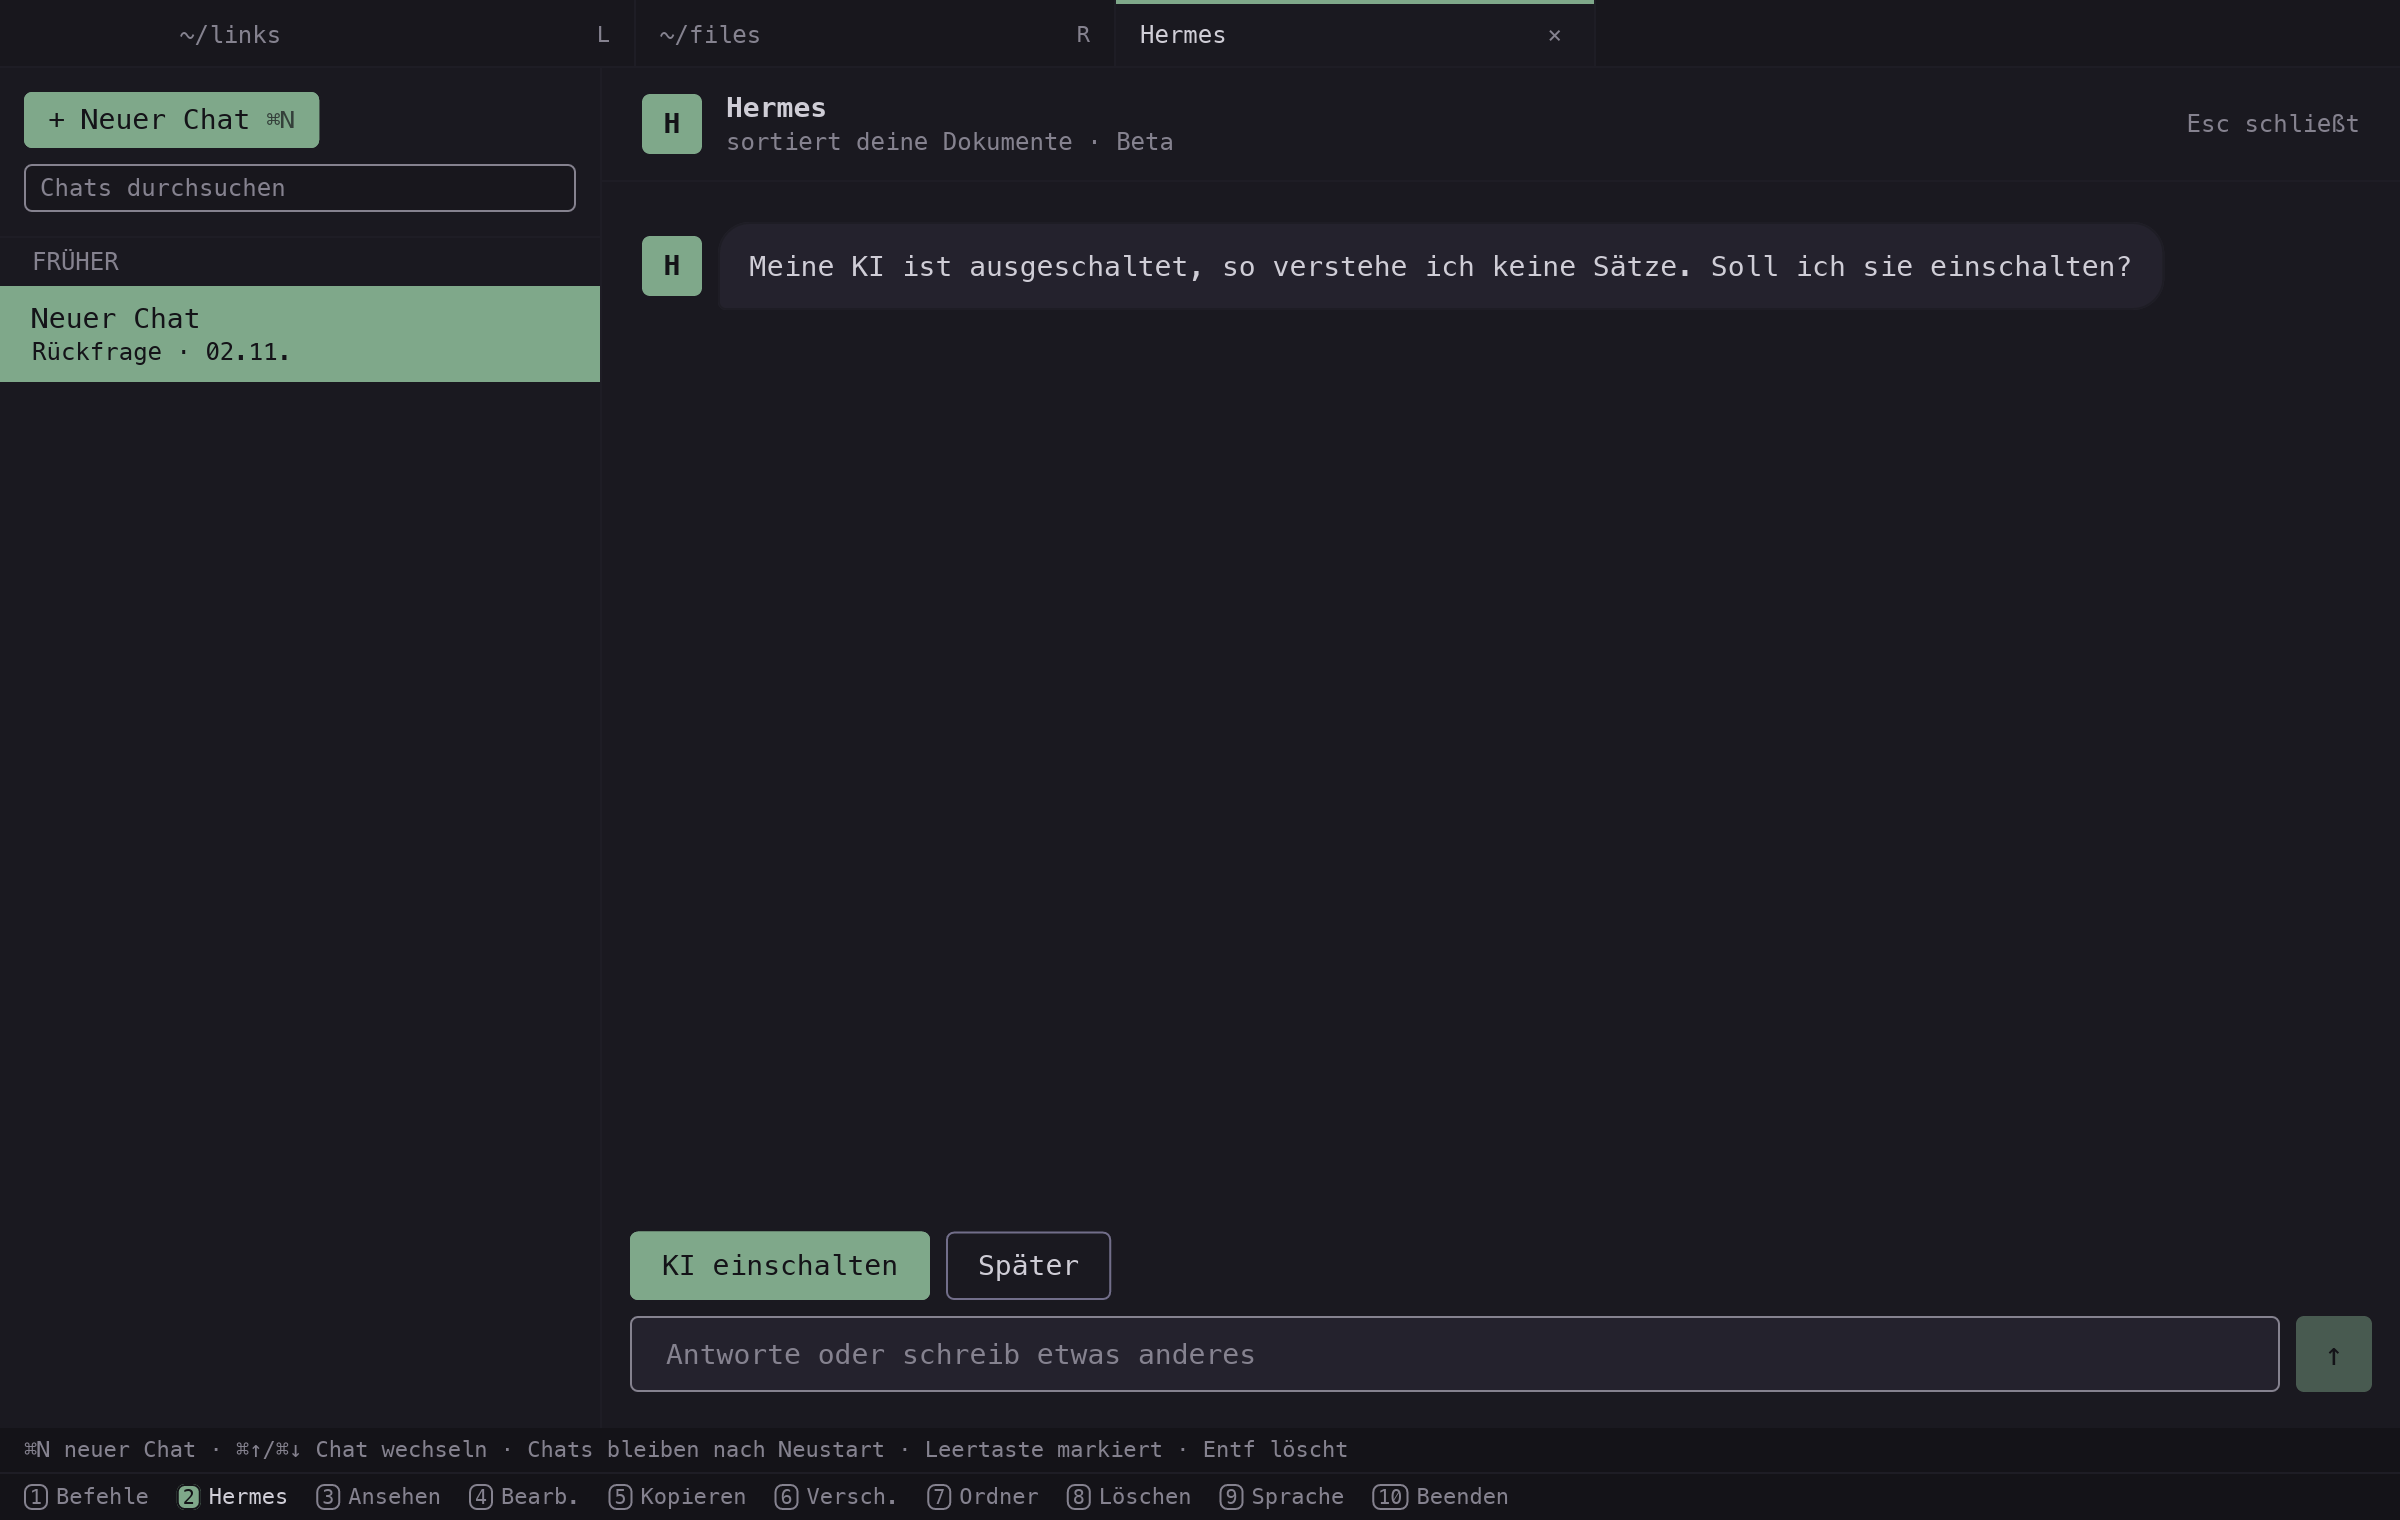 ~/links L ~/files R Hermes ×
+ Neuer Chat ⌘N
Chats durchsuchen
FRÜHER
Neuer Chat
Rückfrage · 02.11.
H Hermes
sortiert deine Dokumente · Beta
Esc schließt
H Meine KI ist ausgeschaltet, so verstehe ich keine Sätze. Soll ich sie einschalten?
KI einschalten Später
Antworte oder schreib etwas anderes ↑
⌘N neuer Chat · ⌘↑/⌘↓ Chat wechseln · Chats bleiben nach Neustart · Leertaste markiert · Entf löscht
1 Befehle 2 Hermes 3 Ansehen 4 Bearb. 5 Kopieren 6 Versch. 7 Ordner 8 Löschen 9 Sprache 10 Beenden